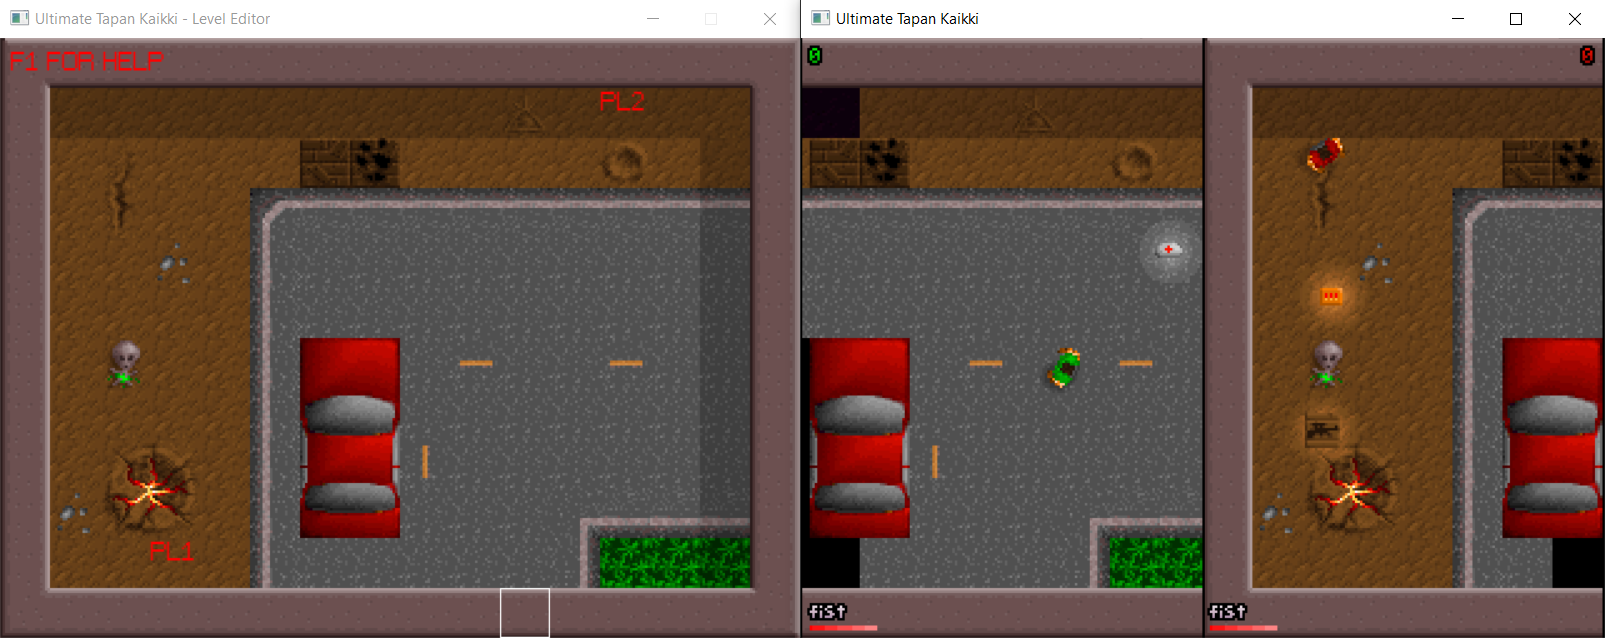 Ultimate Tapan Kaikki - Level Editor
F1 FOR HELP
PL2
PL1
Ultimate Tapan Kaikki
0
0
fist
fist